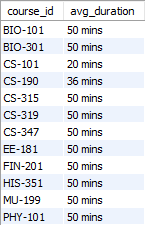 course_id avg_duration
BIO-101 50 mins
BIO-301 50 mins
CS-101 20 mins
CS-190 36 mins
CS-315 50 mins
CS-319 50 mins
CS-347 50 mins
EE-181 50 mins
FIN-201 50 mins
HIS-351 50 mins
MU-199 50 mins
PHY-101 50 mins